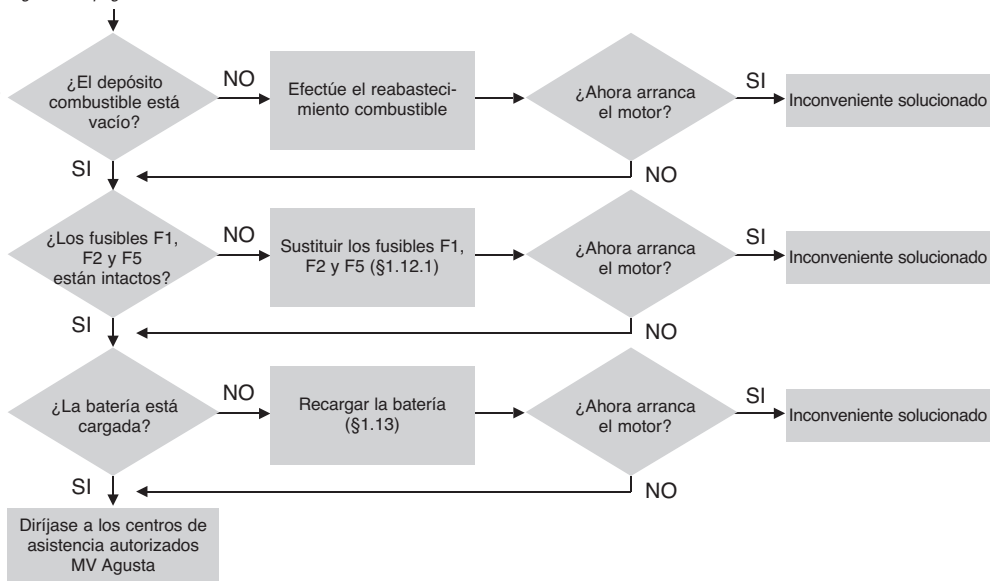 ¿El depósito
combustible está
vacío?
NO
Efectúe el reabasteci-
miento combustible
¿Ahora arranca
el motor?
SI
Inconveniente solucionado
SI
NO
¿Los fusibles F1,
F2 y F5
están intactos?
NO
Sustituir los fusibles F1,
F2 y F5 (§1.12.1)
¿Ahora arranca
el motor?
SI
Inconveniente solucionado
SI
NO
¿La batería está
cargada?
NO
Recargar la batería
(§1.13)
¿Ahora arranca
el motor?
SI
Inconveniente solucionado
SI
NO
Diríjase a los centros de
asistencia autorizados
MV Agusta